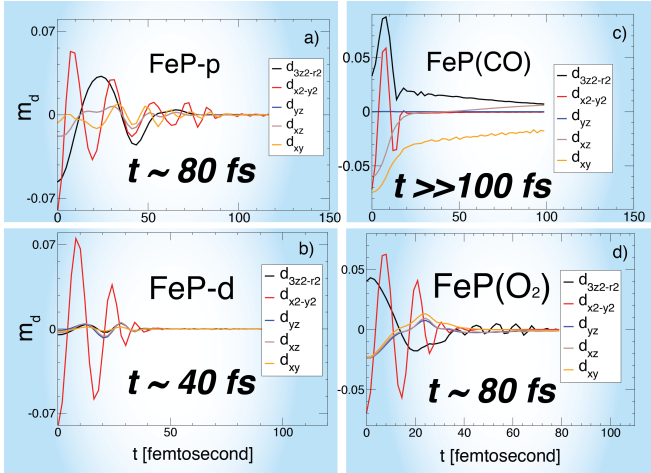 0.07
a)
FeP-p
d3z2-r2
dx2-y2
dyz
dxz
dxy
m_d
0
t ~ 80 fs
-0.07
0
50
100
150
c)
0.05
FeP(CO)
d3z2-r2
dx2-y2
dyz
dxz
dxy
0
-0.05
t >>100 fs
0
50
100
150
0.07
b)
FeP-d
d3z2-r2
dx2-y2
dyz
dxz
dxy
m_d
0
t ~ 40 fs
-0.07
0
50
100
t [femtosecond]
d)
0.05
FeP(O₂)
d3z2-r2
dx2-y2
dyz
dxz
dxy
0
-0.05
t ~ 80 fs
0
20
40
60
80
100
t [femtosecond]